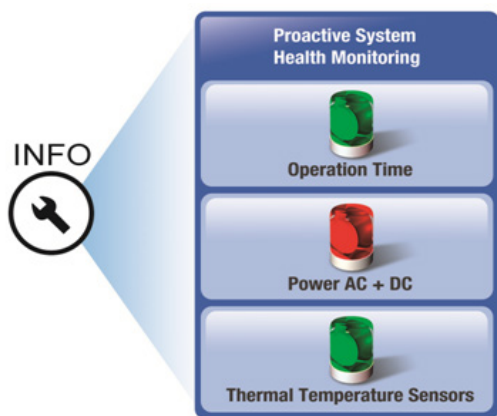 Proactive System
Health Monitoring
INFO
Operation Time
Power AC + DC
Thermal Temperature Sensors